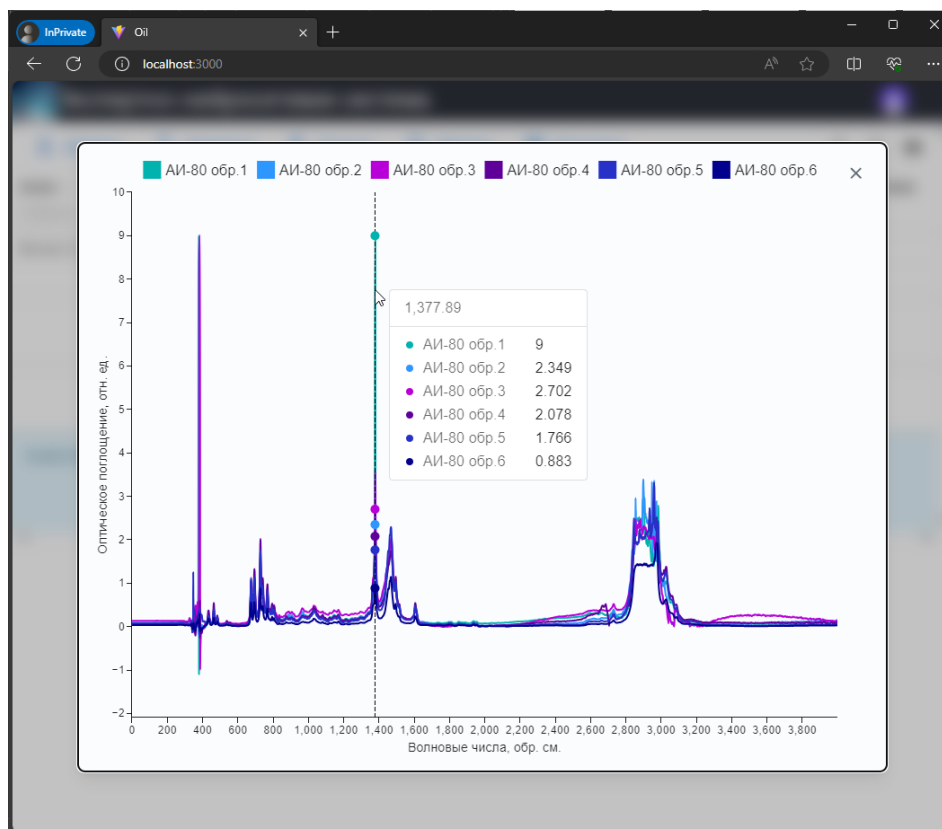 InPrivate
Oil
localhost:3000
АИ-80 обр.1 АИ-80 обр.2 АИ-80 обр.3 АИ-80 обр.4 АИ-80 обр.5 АИ-80 обр.6
10
9
8
7
6
5
4
3
2
1
0
−1
−2
Оптическое поглощение, отн. ед.
1,377.89
АИ-80 обр.1 9
АИ-80 обр.2 2.349
АИ-80 обр.3 2.702
АИ-80 обр.4 2.078
АИ-80 обр.5 1.766
АИ-80 обр.6 0.883
0 200 400 600 800 1,000 1,200 1,400 1,600 1,800 2,000 2,200 2,400 2,600 2,800 3,000 3,200 3,400 3,600 3,800
Волновые числа, обр. см.